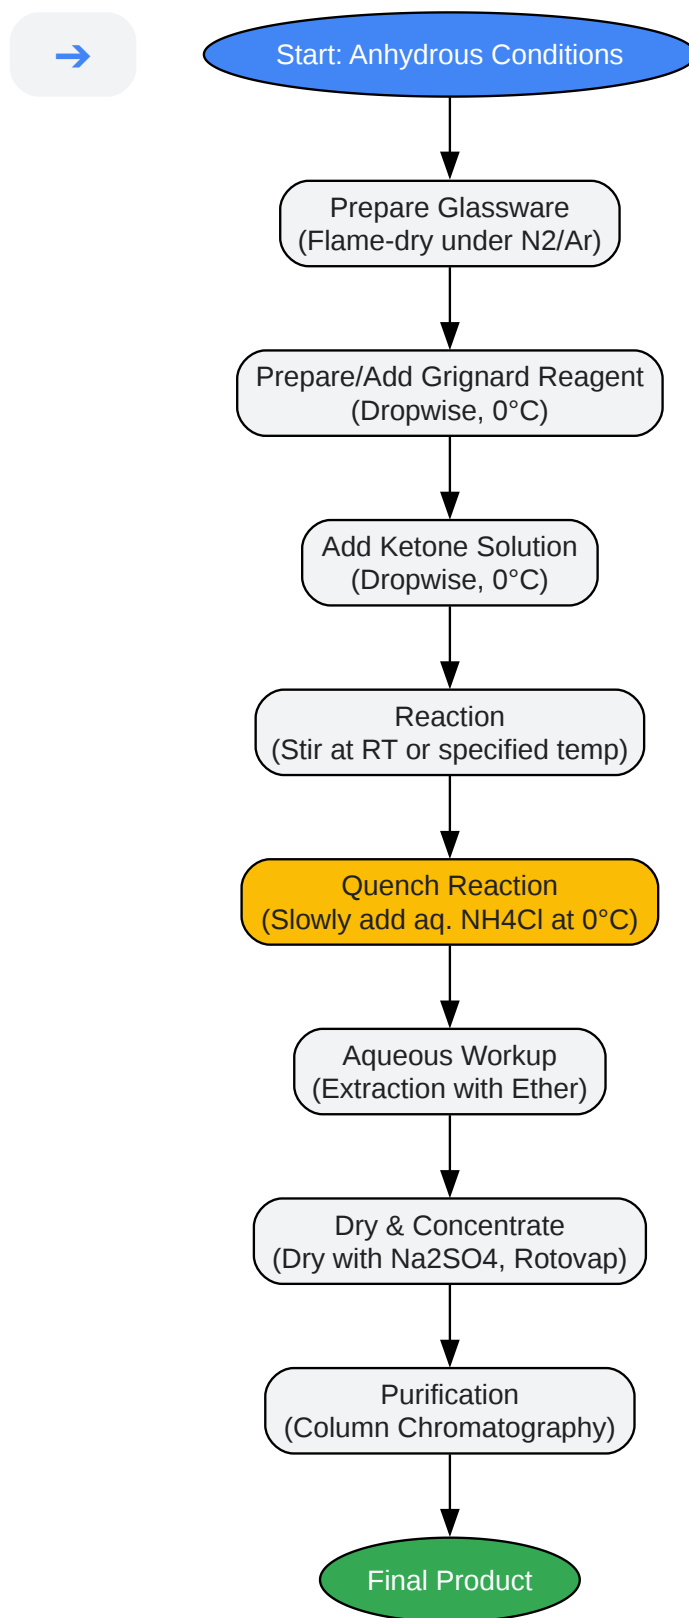 ➔
Start: Anhydrous Conditions
Prepare Glassware
(Flame-dry under N2/Ar)
Prepare/Add Grignard Reagent
(Dropwise, 0°C)
Add Ketone Solution
(Dropwise, 0°C)
Reaction
(Stir at RT or specified temp)
Quench Reaction
(Slowly add aq. NH4Cl at 0°C)
Aqueous Workup
(Extraction with Ether)
Dry & Concentrate
(Dry with Na2SO4, Rotovap)
Purification
(Column Chromatography)
Final Product